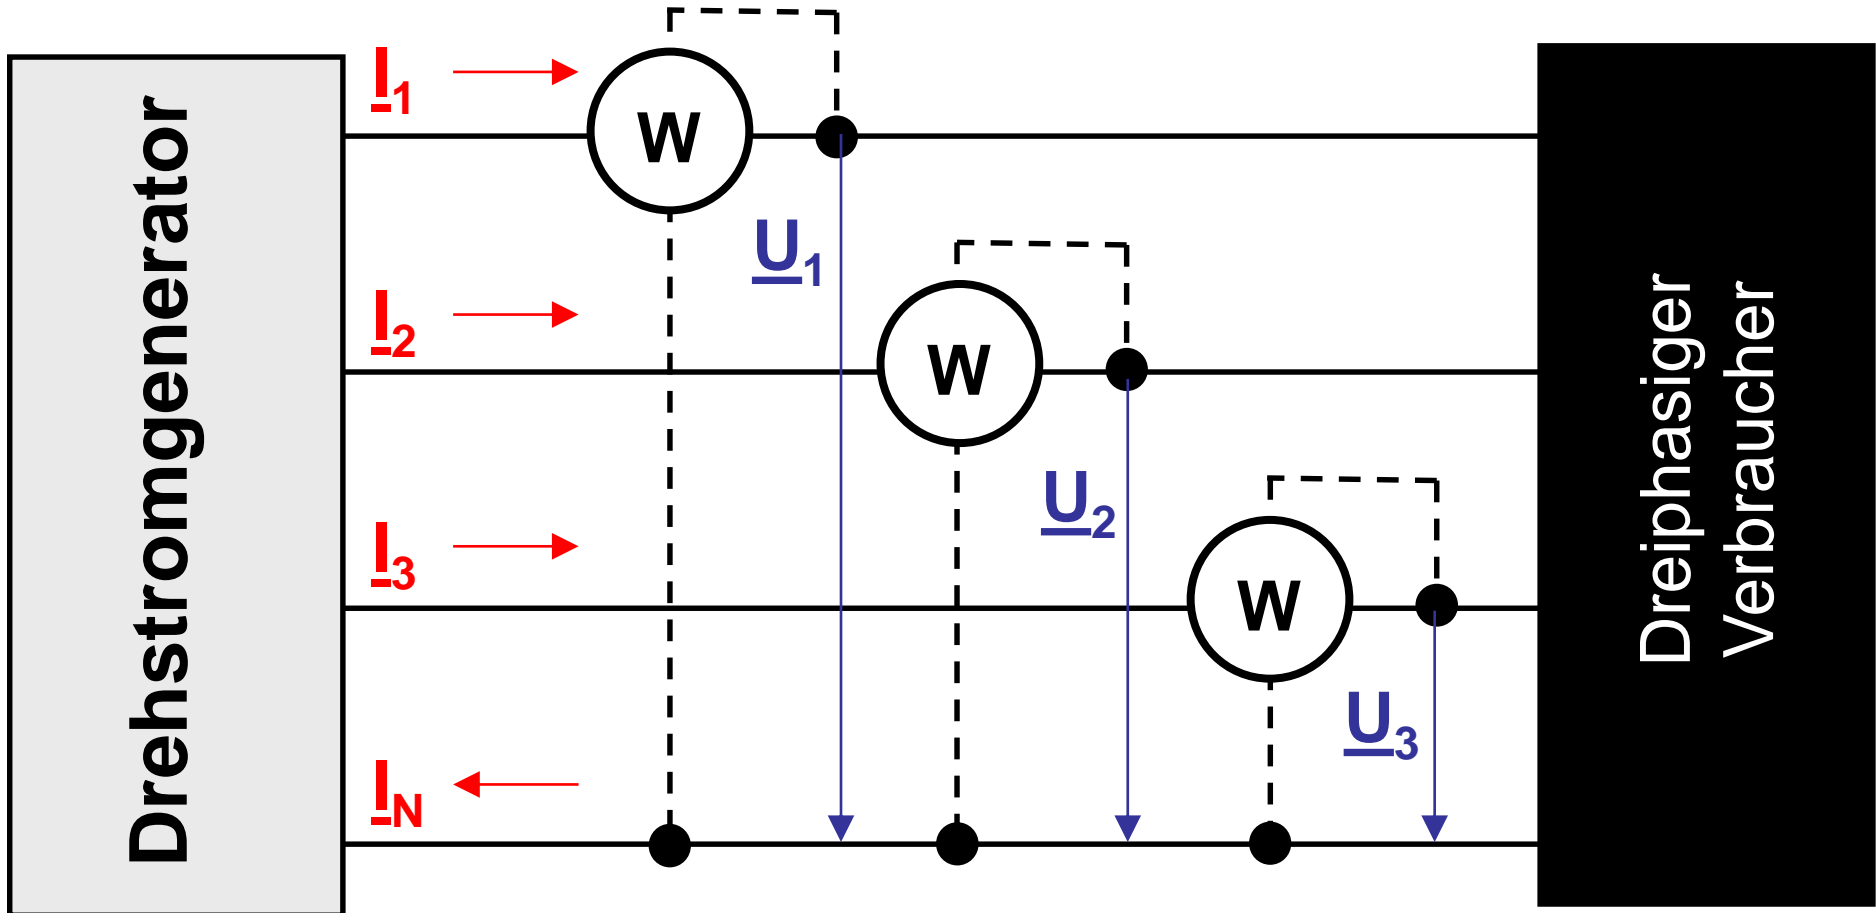 Drehstromgenerator
I1
W
U1
I2
W
U2
I3
W
U3
IN
Dreiphasiger
Verbraucher